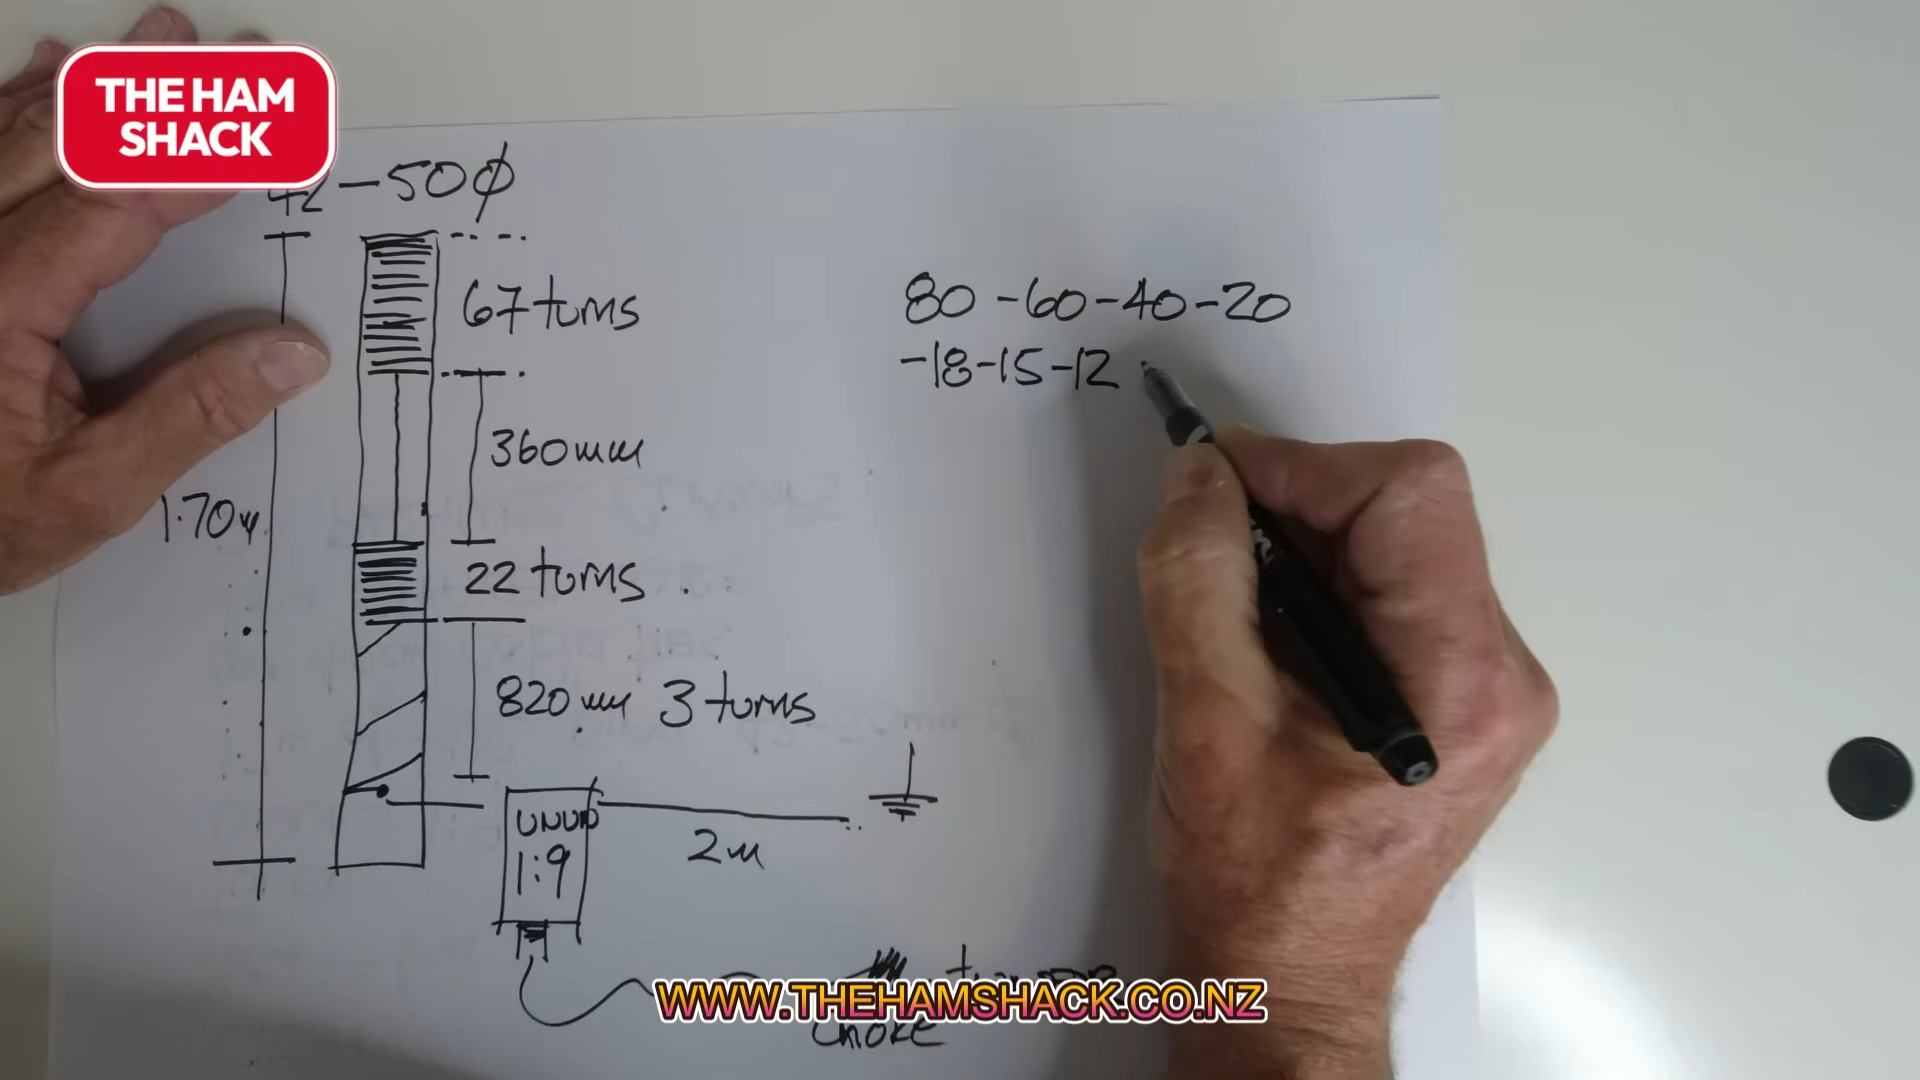 THE HAM
SHACK
42-50φ
67 turns
360mm
1.70m
22 turns
820mm 3 turns
UNUN
1:9
2m
80-60-40-20
-18-15-12
WWW.THEHAMSHACK.CO.NZ
choke